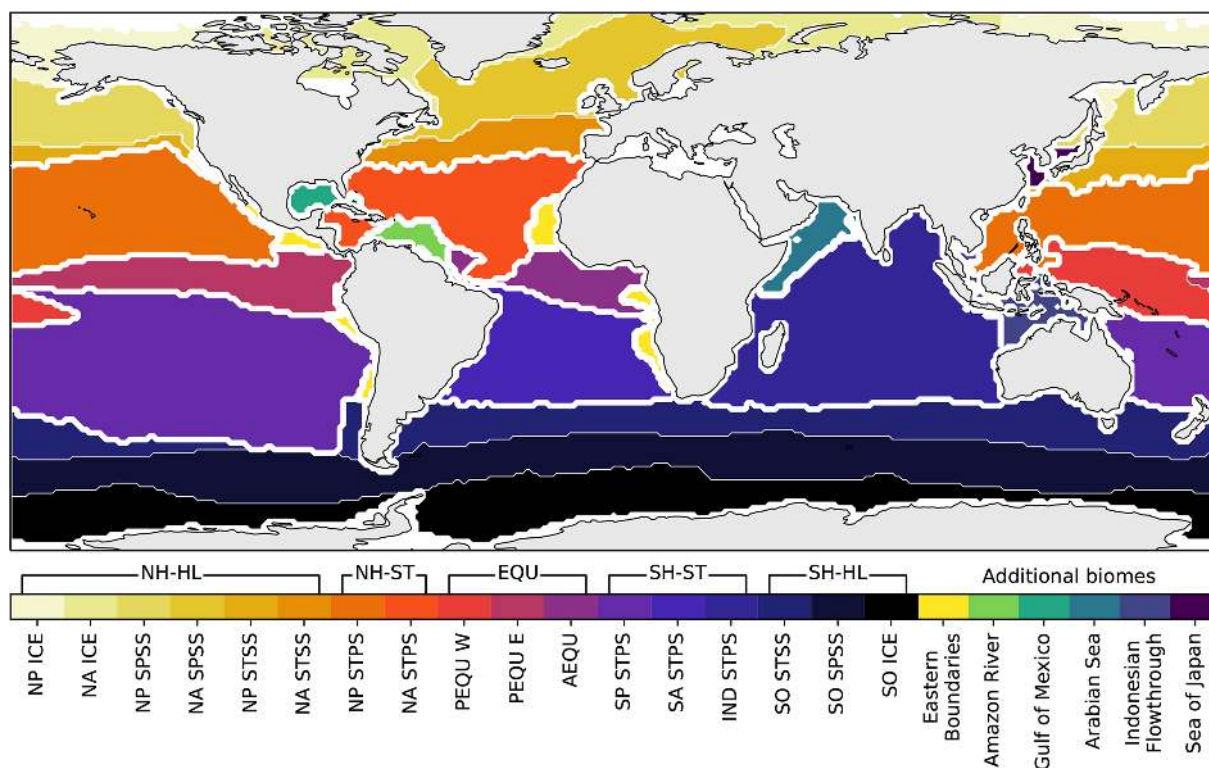 NH-HL
NH-ST
EQU
SH-ST
SH-HL
Additional biomes
NP ICE
NA ICE
NP SPSS
NA SPSS
NP STSS
NA STSS
NP STPS
NA STPS
PEQU W
PEQU E
AEQU
SP STPS
SA STPS
IND STPS
SO STSS
SO SPSS
SO ICE
Eastern
Boundaries
Amazon River
Gulf of Mexico
Arabian Sea
Indonesian
Flowthrough
Sea of Japan